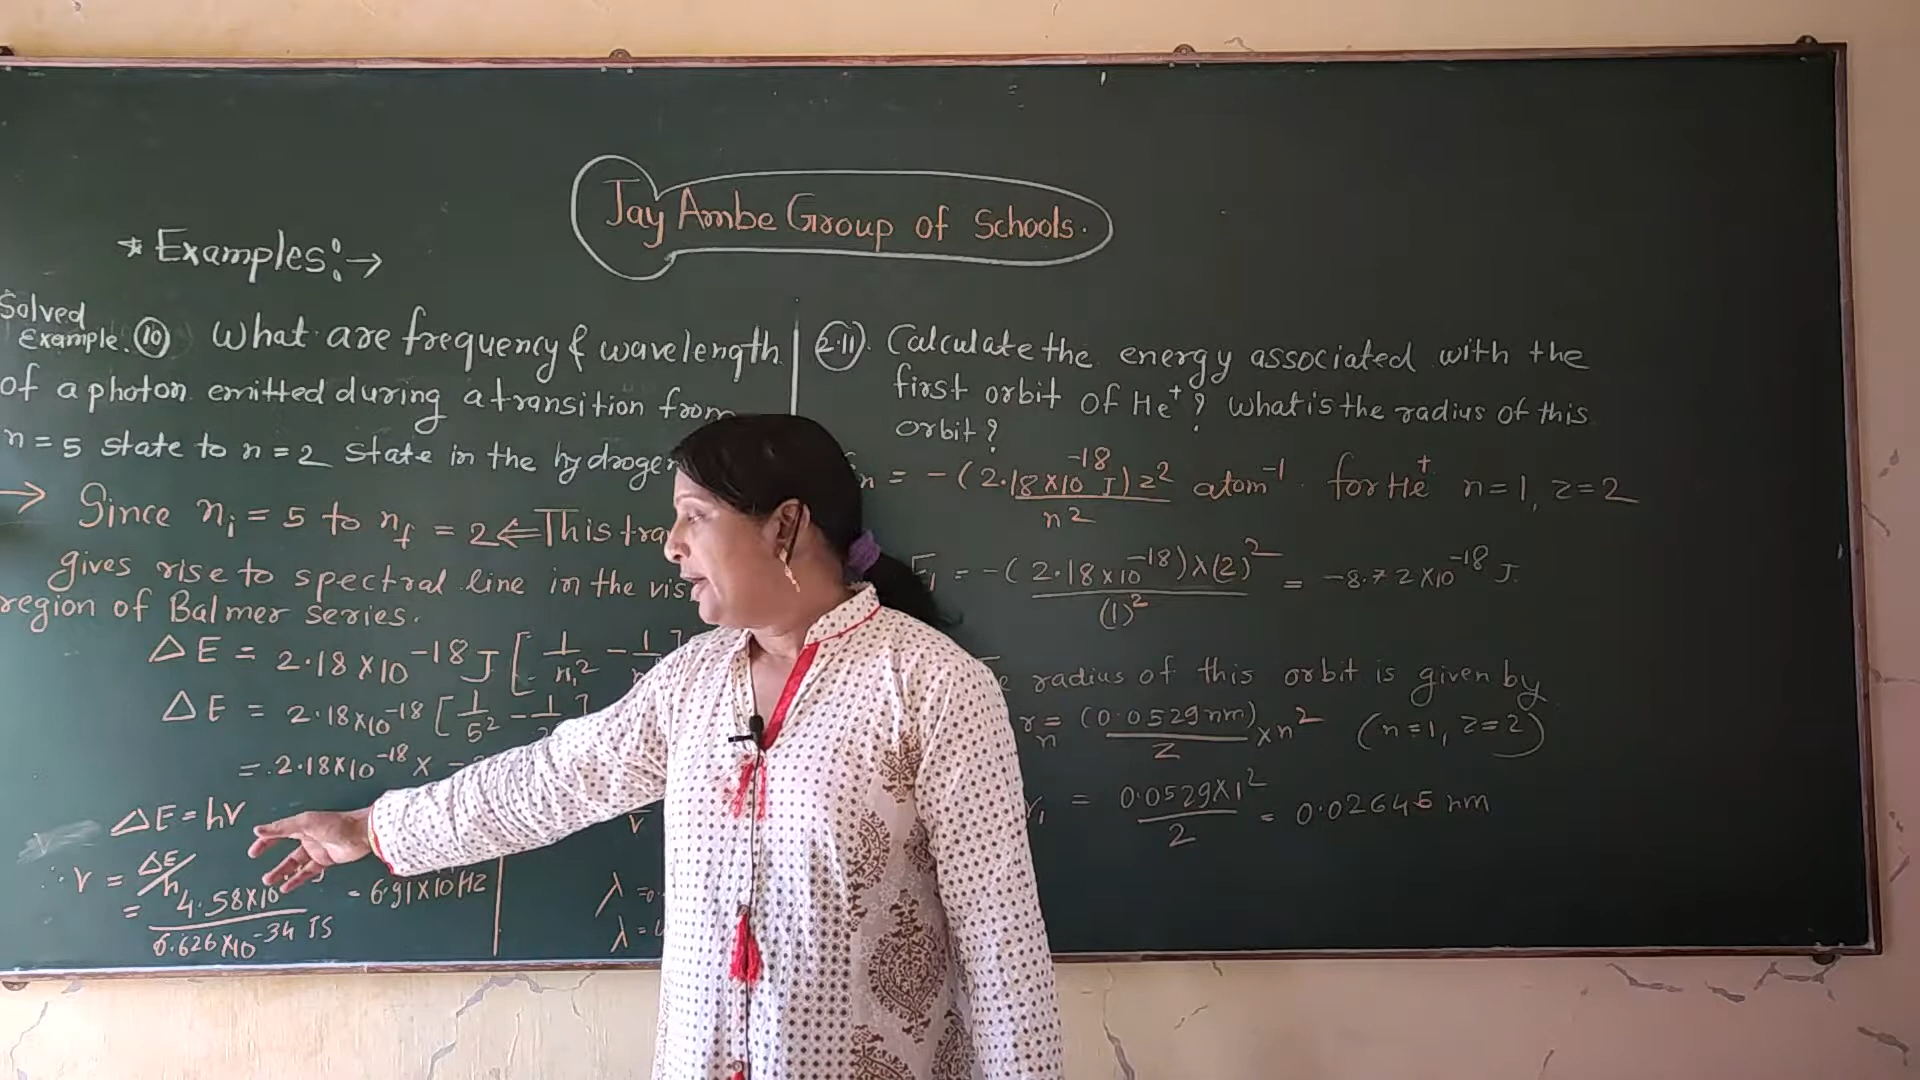 Jay Ambe Group of Schools.
* Examples:→
Solved
Example. (10) What are frequency & wavelength
of a photon emitted during a transition from
n = 5 state to n = 2 state in the
→ Since nᵢ = 5 to n_f = 2 ⇐ This
gives rise to spectral line in the
region of Balmer series.
ΔE = 2.18×10⁻¹⁸ J [ 1/n₁² − 1/
ΔE = 2.18×10⁻¹⁸ [ 1/5² − 1/
= 2.18×10⁻¹⁸ × −
ΔE = hν
∴ ν = ΔE/h
= 4.58×10
6.626×10⁻³⁴ JS
= 6.91×10 Hz
ν
λ =
λ =
(2.11). Calculate the energy associated with the
first orbit of He⁺? What is the radius of this
orbit?
n = −(2.18×10⁻¹⁸ J) z² / n² atom⁻¹. for He⁺ n=1, z=2
E₁ = −(2.18×10⁻¹⁸)×(2)² / (1)² = −8.72×10⁻¹⁸ J.
radius of this orbit is given by
rₙ = (0.0529 nm) / Z × n² (n=1, z=2)
r₁ = 0.0529×1² / 2 = 0.02645 nm